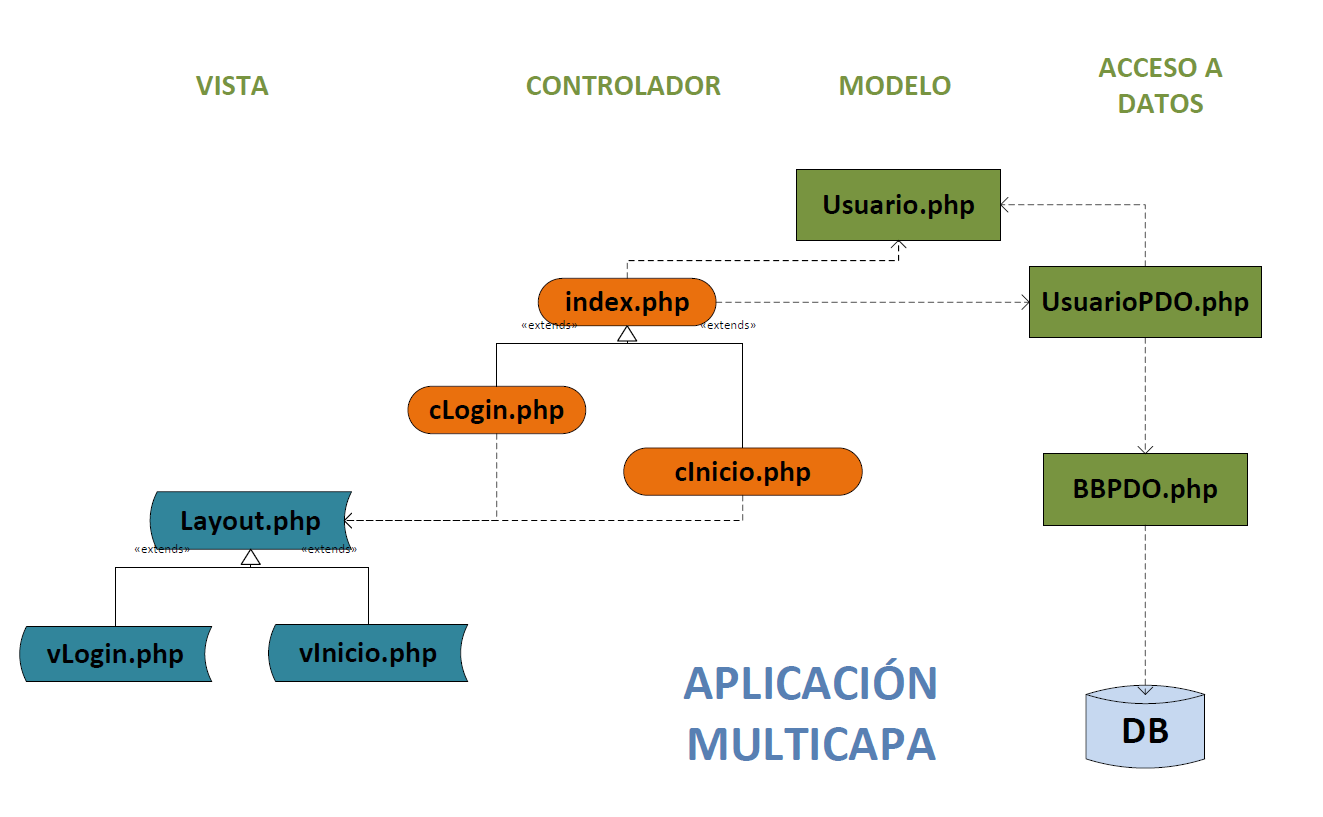 VISTA
CONTROLADOR
MODELO
ACCESO A
DATOS
Usuario.php
index.php
UsuarioPDO.php
«extends»
«extends»
cLogin.php
cInicio.php
BBPDO.php
Layout.php
«extends»
«extends»
vLogin.php
vInicio.php
APLICACIÓN
MULTICAPA
DB